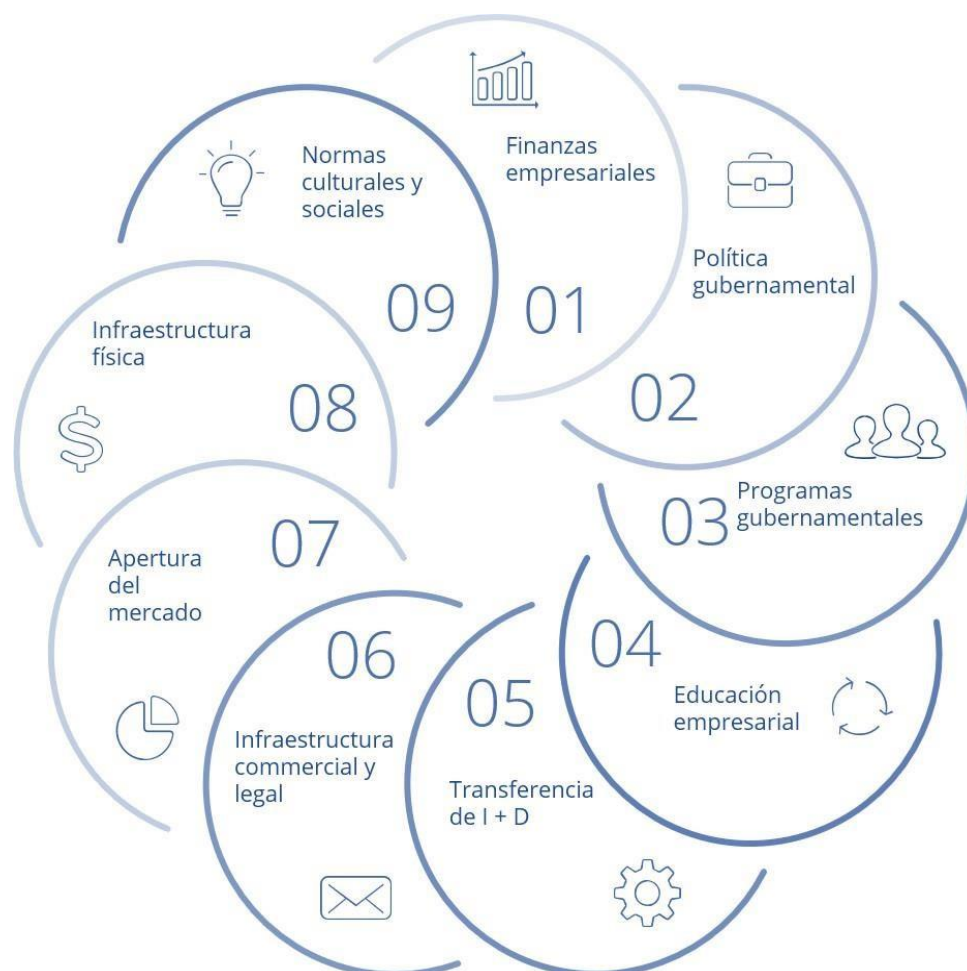 01
Finanzas
empresariales
02
Política
gubernamental
03
Programas
gubernamentales
04
Educación
empresarial
05
Transferencia
de I + D
06
Infraestructura
commercial y
legal
07
Apertura
del
mercado
08
Infraestructura
física
09
Normas
culturales y
sociales
$